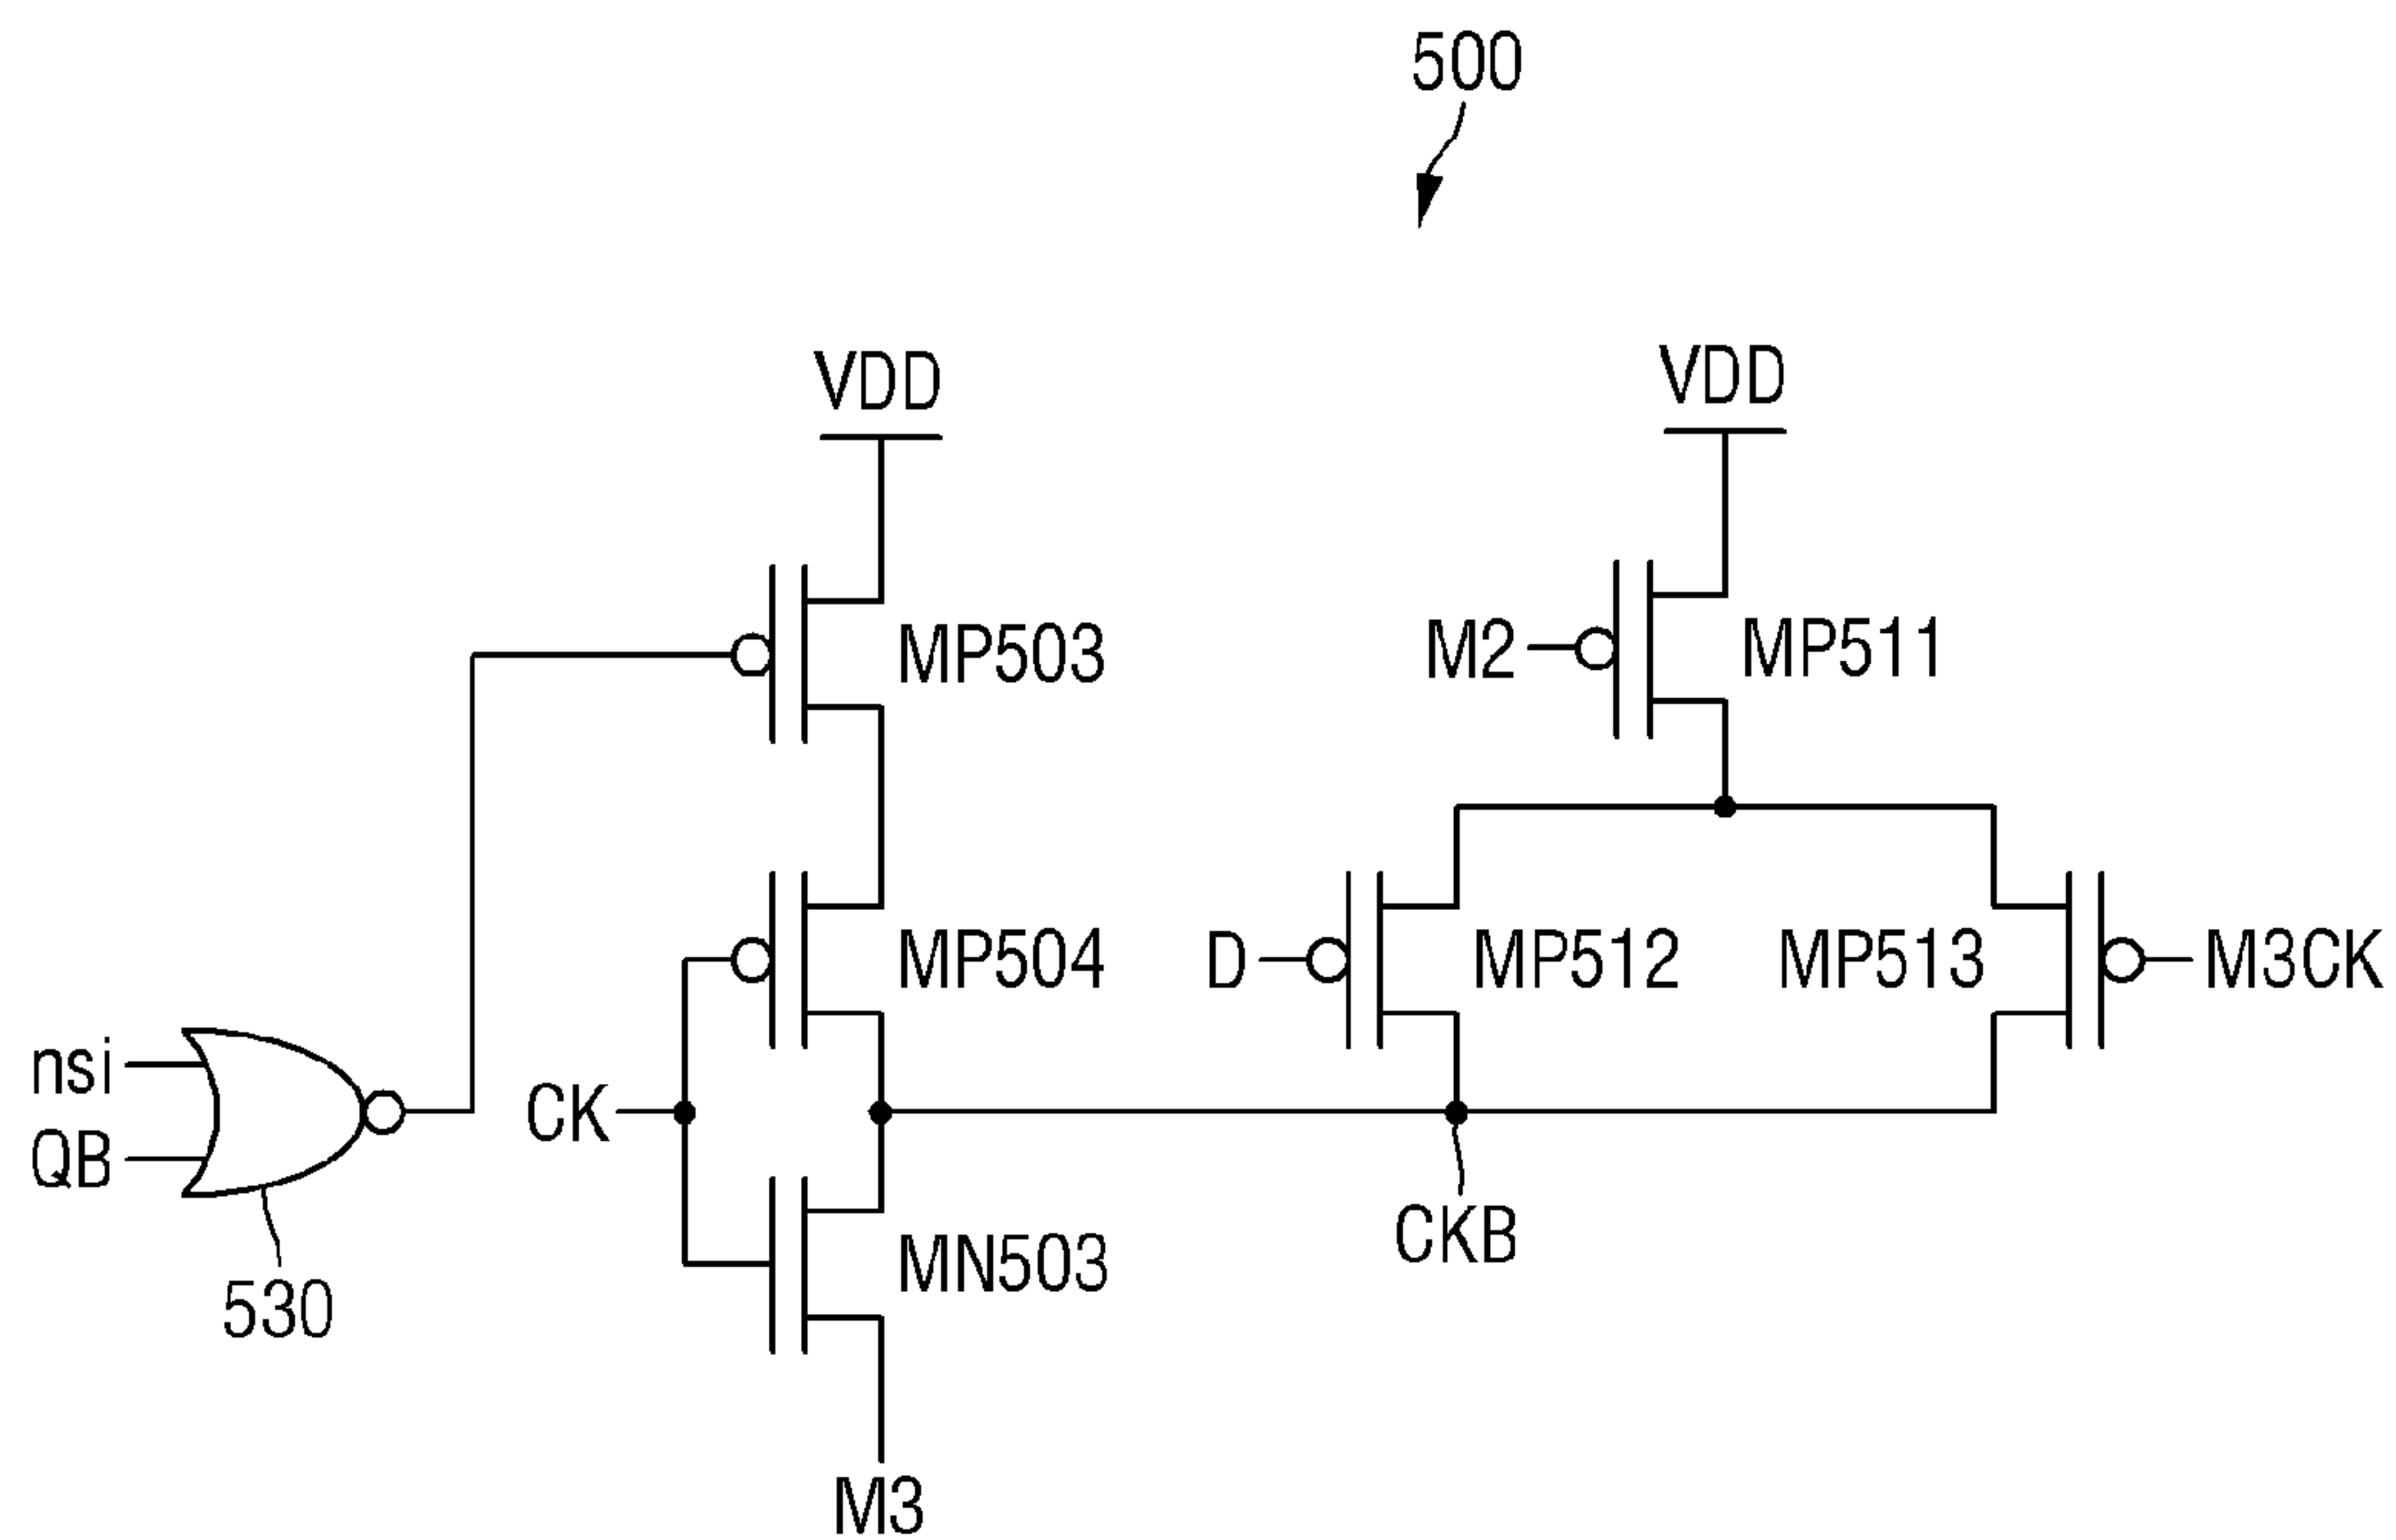 500
VDD
VDD
MP503
M2
MP511
MP504
D
MP512
MP513
M3CK
nsi
QB
CK
530
MN503
CKB
M3